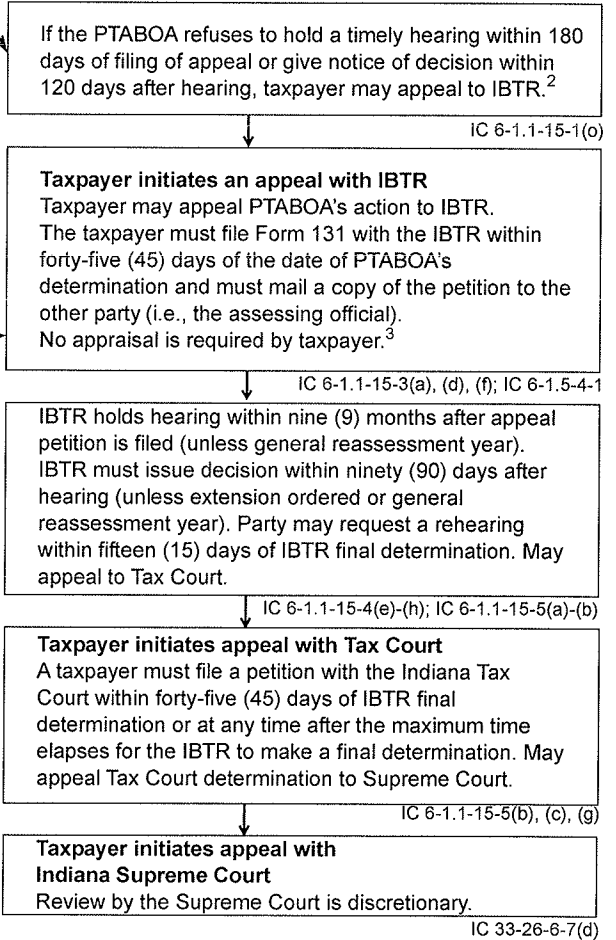 If the PTABOA refuses to hold a timely hearing within 180
days of filing of appeal or give notice of decision within
120 days after hearing, taxpayer may appeal to IBTR.2
IC 6-1.1-15-1(o)
Taxpayer initiates an appeal with IBTR
Taxpayer may appeal PTABOA's action to IBTR.
The taxpayer must file Form 131 with the IBTR within
forty-five (45) days of the date of PTABOA's
determination and must mail a copy of the petition to the
other party (i.e., the assessing official).
No appraisal is required by taxpayer.3
IC 6-1.1-15-3(a), (d), (f); IC 6-1.5-4-1
IBTR holds hearing within nine (9) months after appeal
petition is filed (unless general reassessment year).
IBTR must issue decision within ninety (90) days after
hearing (unless extension ordered or general
reassessment year). Party may request a rehearing
within fifteen (15) days of IBTR final determination. May
appeal to Tax Court.
IC 6-1.1-15-4(e)-(h); IC 6-1.1-15-5(a)-(b)
Taxpayer initiates appeal with Tax Court
A taxpayer must file a petition with the Indiana Tax
Court within forty-five (45) days of IBTR final
determination or at any time after the maximum time
elapses for the IBTR to make a final determination. May
appeal Tax Court determination to Supreme Court.
IC 6-1.1-15-5(b), (c), (g)
Taxpayer initiates appeal with
Indiana Supreme Court
Review by the Supreme Court is discretionary.
IC 33-26-6-7(d)